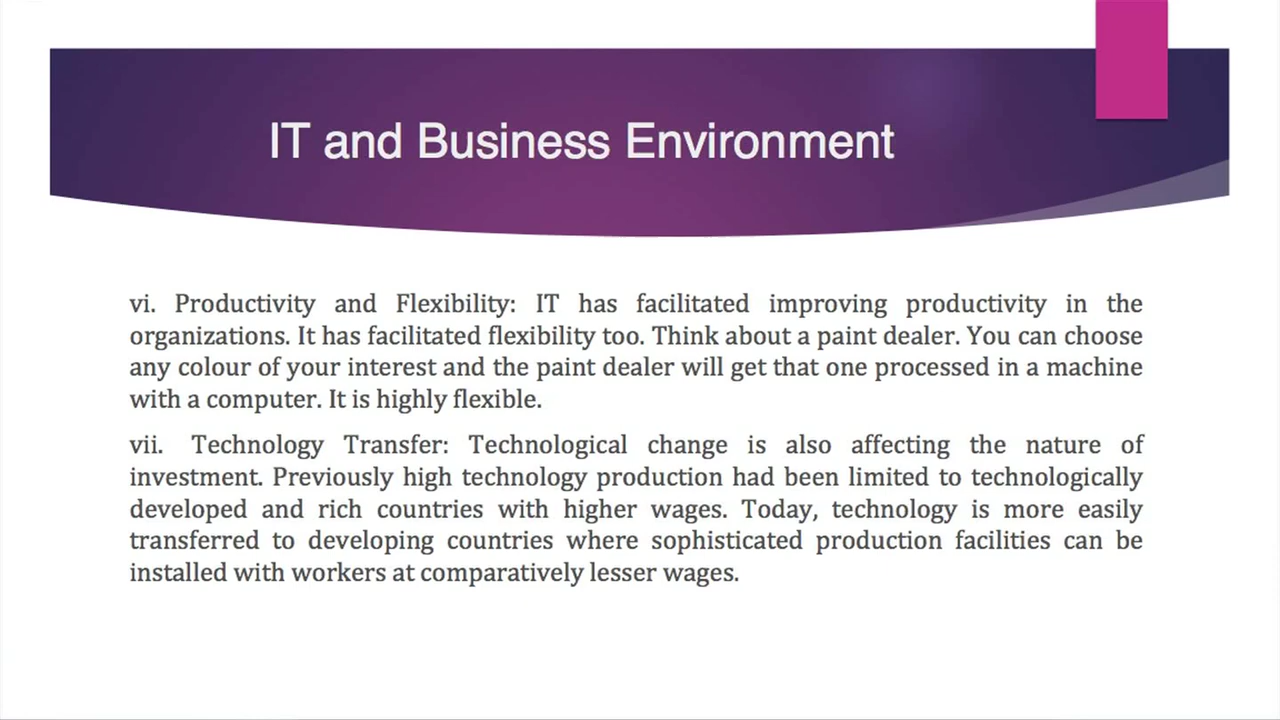 IT and Business Environment
vi. Productivity and Flexibility: IT has facilitated improving productivity in the
organizations. It has facilitated flexibility too. Think about a paint dealer. You can choose
any colour of your interest and the paint dealer will get that one processed in a machine
with a computer. It is highly flexible.
vii. Technology Transfer: Technological change is also affecting the nature of
investment. Previously high technology production had been limited to technologically
developed and rich countries with higher wages. Today, technology is more easily
transferred to developing countries where sophisticated production facilities can be
installed with workers at comparatively lesser wages.